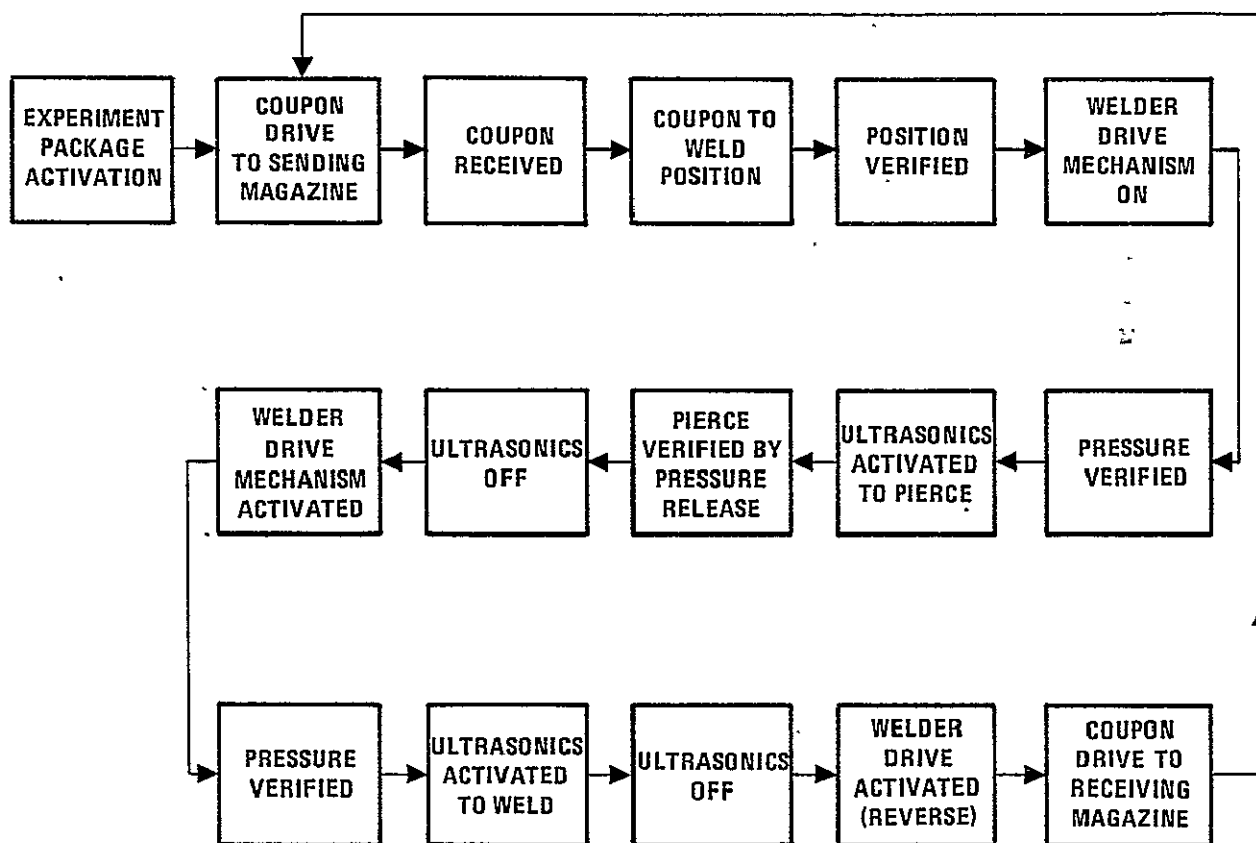 EXPERIMENT
PACKAGE
ACTIVATION
COUPON
DRIVE
TO SENDING
MAGAZINE
COUPON
RECEIVED
COUPON TO
WELD
POSITION
POSITION
VERIFIED
WELDER
DRIVE
MECHANISM
ON
PRESSURE
VERIFIED
ULTRASONICS
ACTIVATED
TO PIERCE
PIERCE
VERIFIED BY
PRESSURE
RELEASE
ULTRASONICS
OFF
WELDER
DRIVE
MECHANISM
ACTIVATED
PRESSURE
VERIFIED
ULTRASONICS
ACTIVATED
TO WELD
ULTRASONICS
OFF
WELDER
DRIVE
ACTIVATED
(REVERSE)
COUPON
DRIVE TO
RECEIVING
MAGAZINE